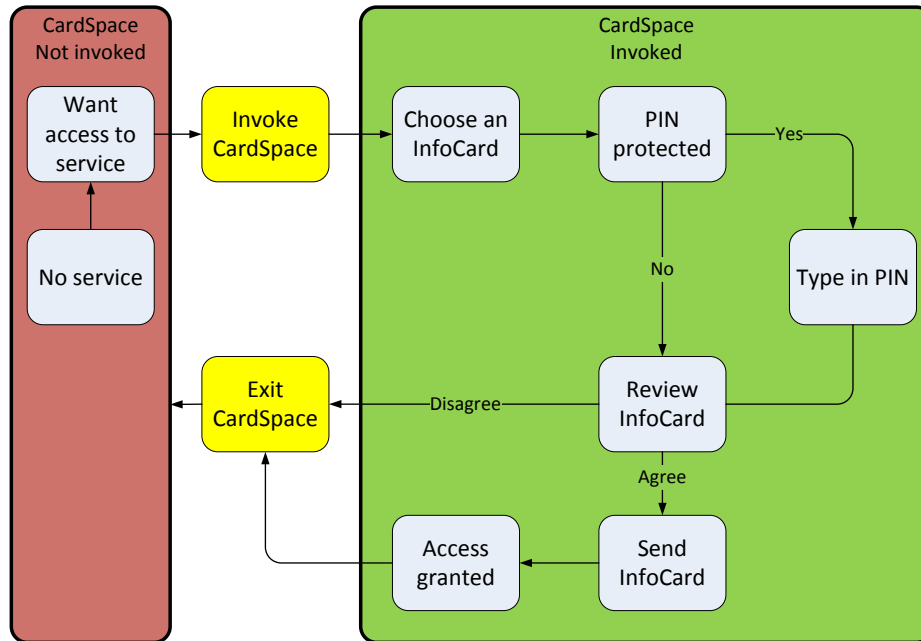 CardSpace
Not invoked
CardSpace
Invoked
Want
access to
service
Invoke
CardSpace
Choose an
InfoCard
PIN
protected
Yes
No service
No
Type in PIN
Exit
CardSpace
Disagree
Review
InfoCard
Agree
Access
granted
Send
InfoCard